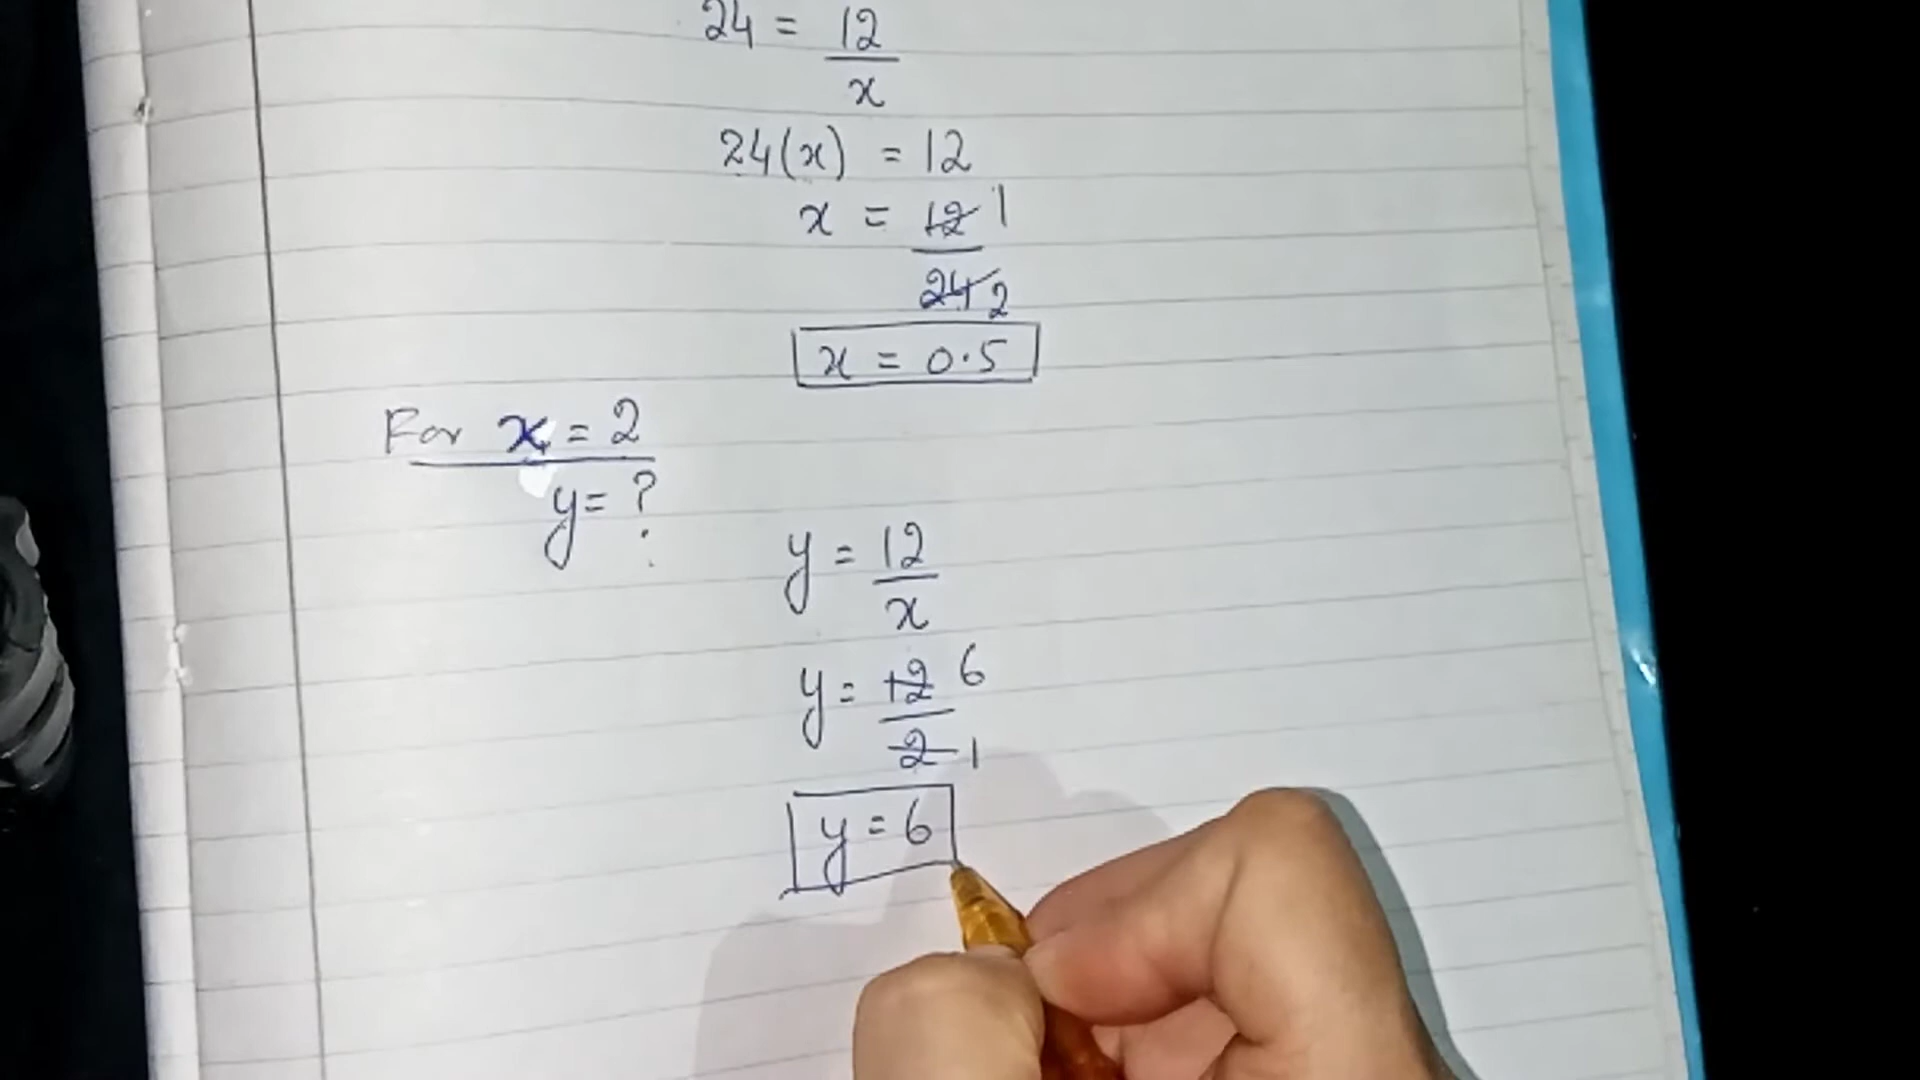 24 = 12
x
24(x) = 12
x = 12 1
24 2
x = 0.5
For x = 2
y = ?
y = 12
x
y = 12 6
2 1
y = 6